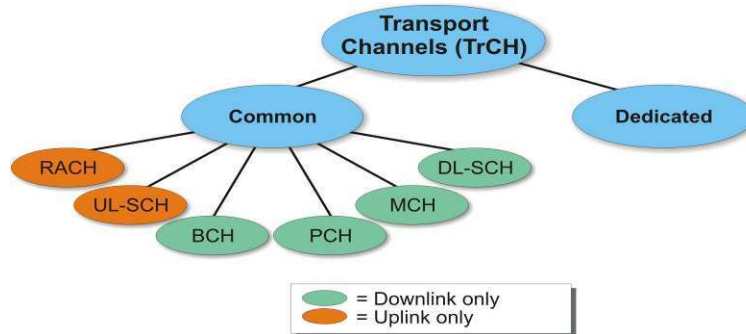 Transport
Channels (TrCH)
Common
Dedicated
RACH
DL-SCH
UL-SCH
MCH
BCH
PCH
= Downlink only
= Uplink only